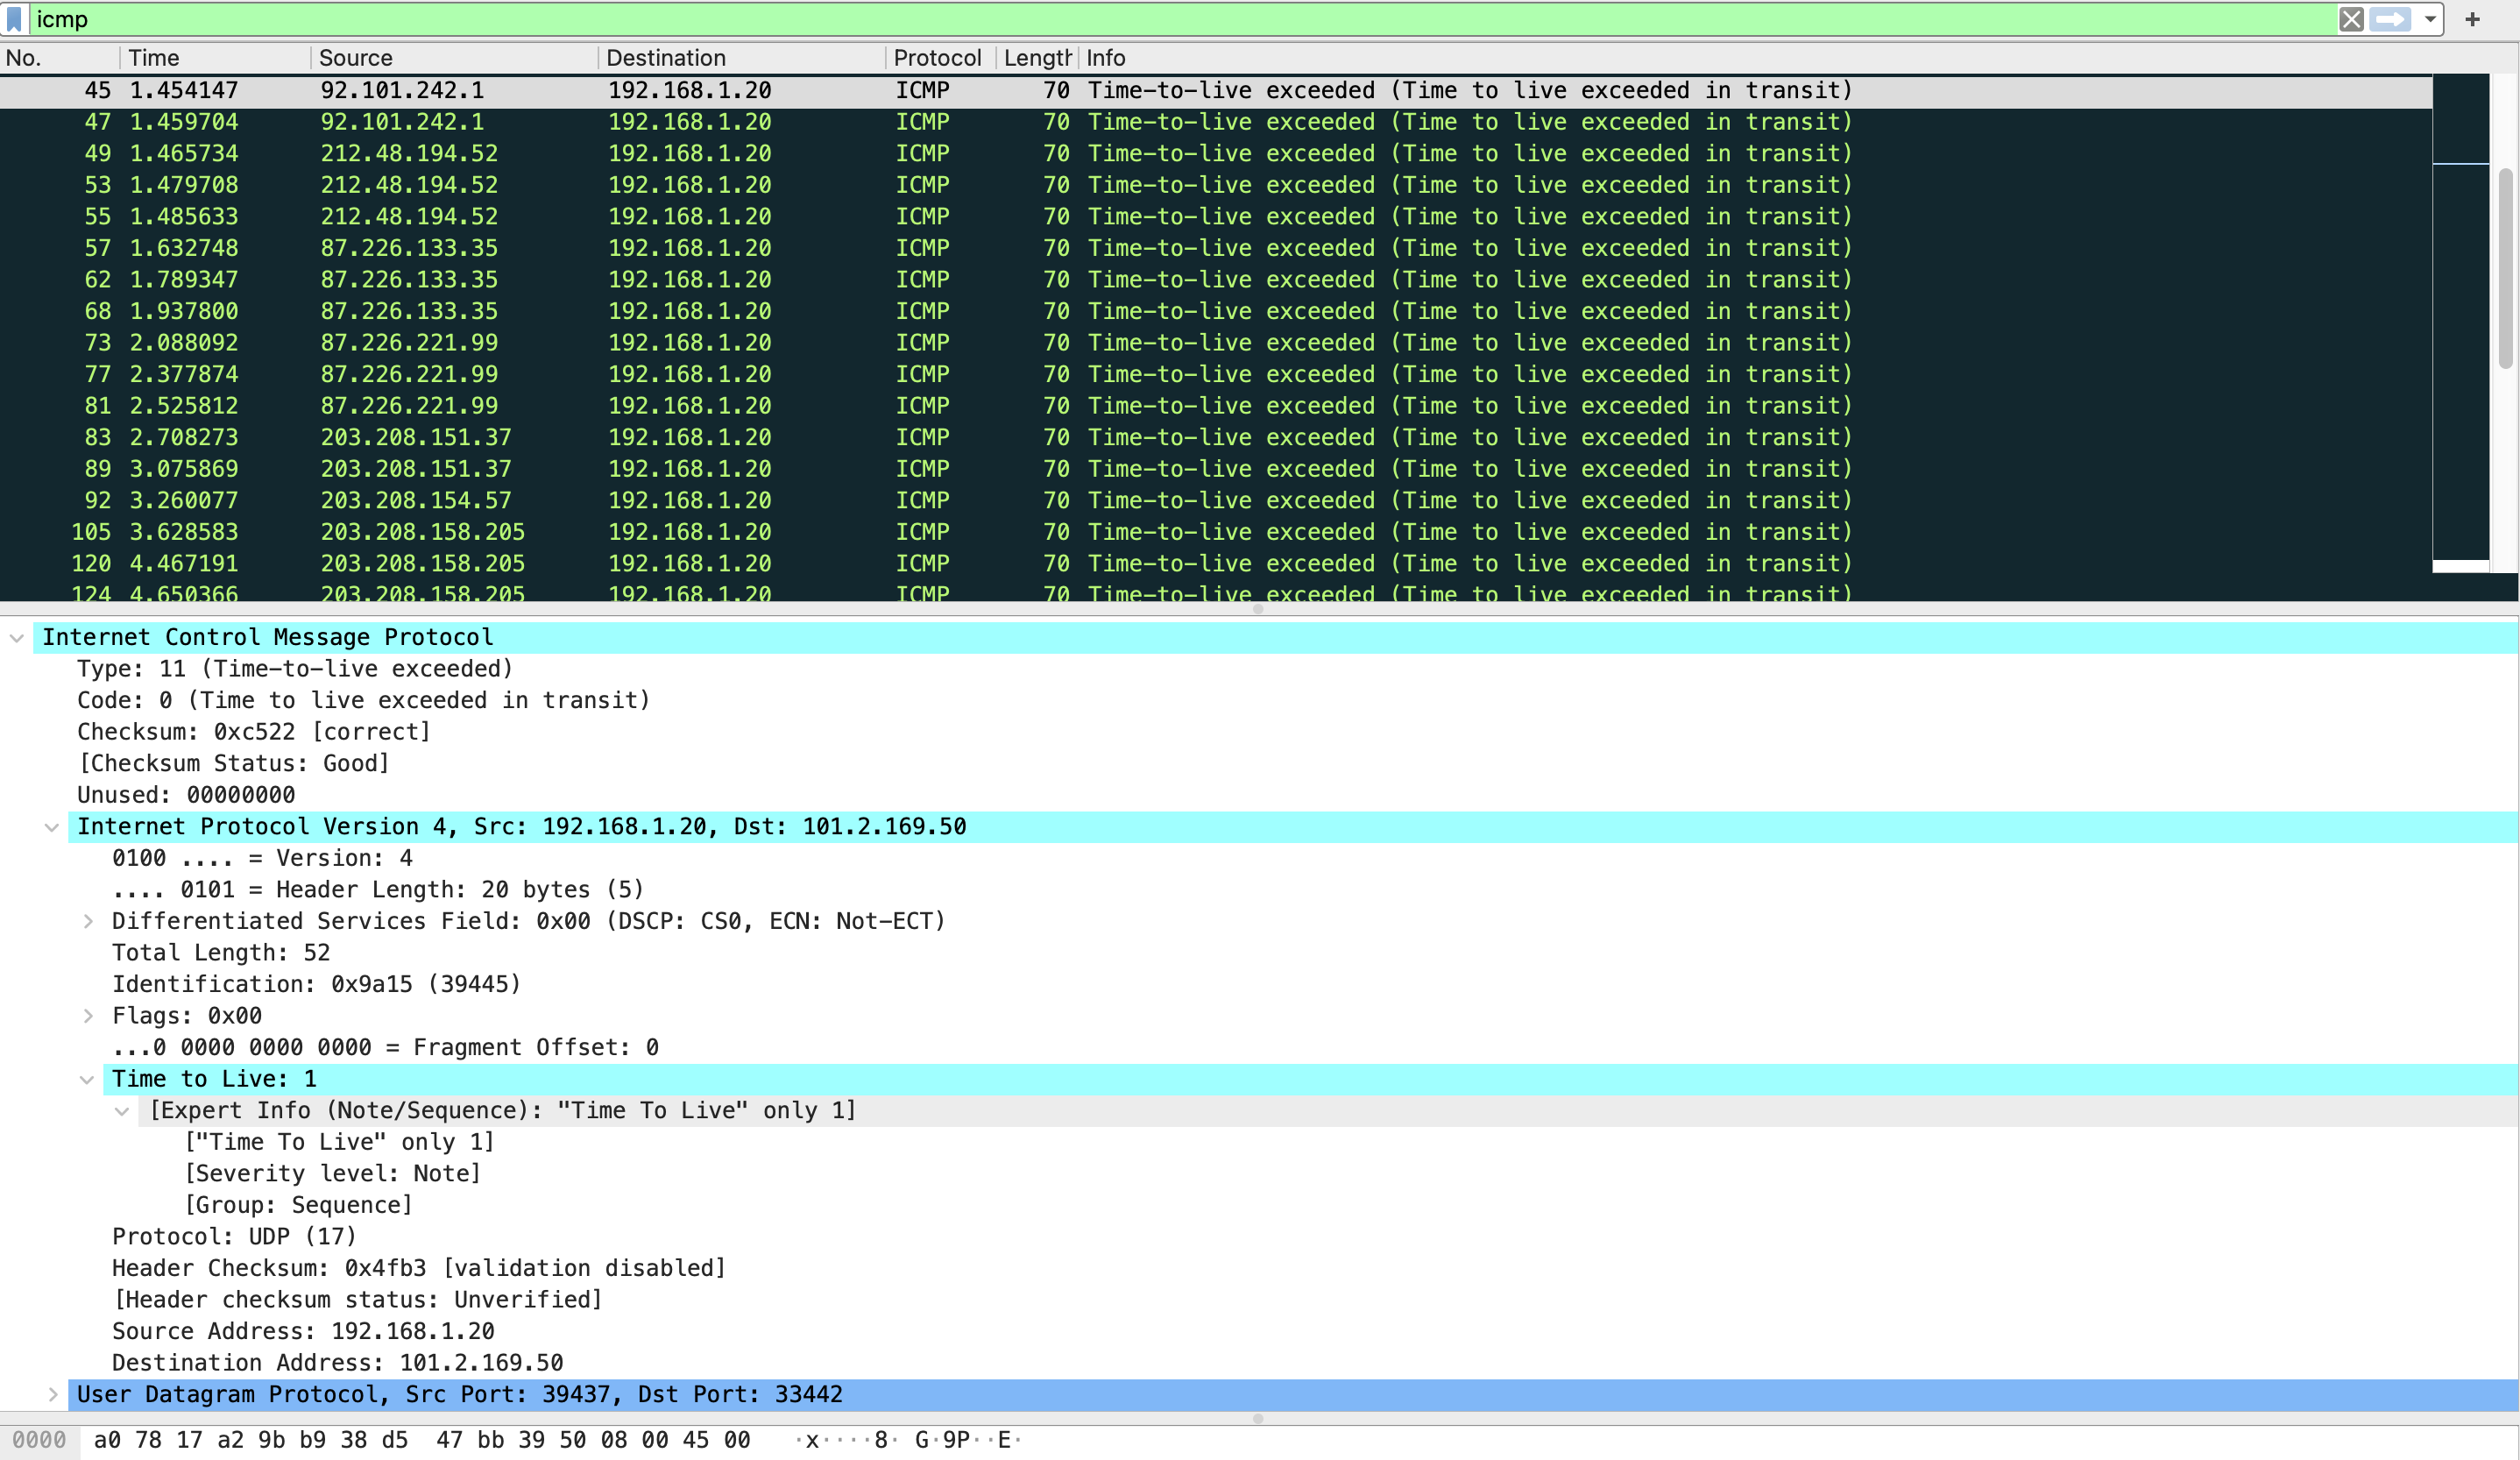 icmp
No. Time Source Destination Protocol Length Info
45 1.454147 92.101.242.1 192.168.1.20 ICMP 70 Time-to-live exceeded (Time to live exceeded in transit)
47 1.459704 92.101.242.1 192.168.1.20 ICMP 70 Time-to-live exceeded (Time to live exceeded in transit)
49 1.465734 212.48.194.52 192.168.1.20 ICMP 70 Time-to-live exceeded (Time to live exceeded in transit)
53 1.479708 212.48.194.52 192.168.1.20 ICMP 70 Time-to-live exceeded (Time to live exceeded in transit)
55 1.485633 212.48.194.52 192.168.1.20 ICMP 70 Time-to-live exceeded (Time to live exceeded in transit)
57 1.632748 87.226.133.35 192.168.1.20 ICMP 70 Time-to-live exceeded (Time to live exceeded in transit)
62 1.789347 87.226.133.35 192.168.1.20 ICMP 70 Time-to-live exceeded (Time to live exceeded in transit)
68 1.937800 87.226.133.35 192.168.1.20 ICMP 70 Time-to-live exceeded (Time to live exceeded in transit)
73 2.088092 87.226.221.99 192.168.1.20 ICMP 70 Time-to-live exceeded (Time to live exceeded in transit)
77 2.377874 87.226.221.99 192.168.1.20 ICMP 70 Time-to-live exceeded (Time to live exceeded in transit)
81 2.525812 87.226.221.99 192.168.1.20 ICMP 70 Time-to-live exceeded (Time to live exceeded in transit)
83 2.708273 203.208.151.37 192.168.1.20 ICMP 70 Time-to-live exceeded (Time to live exceeded in transit)
89 3.075869 203.208.151.37 192.168.1.20 ICMP 70 Time-to-live exceeded (Time to live exceeded in transit)
92 3.260077 203.208.154.57 192.168.1.20 ICMP 70 Time-to-live exceeded (Time to live exceeded in transit)
105 3.628583 203.208.158.205 192.168.1.20 ICMP 70 Time-to-live exceeded (Time to live exceeded in transit)
120 4.467191 203.208.158.205 192.168.1.20 ICMP 70 Time-to-live exceeded (Time to live exceeded in transit)
124 4.650366 203.208.158.205 192.168.1.20 ICMP 70 Time-to-live exceeded (Time to live exceeded in transit)
Internet Control Message Protocol
Type: 11 (Time-to-live exceeded)
Code: 0 (Time to live exceeded in transit)
Checksum: 0xc522 [correct]
[Checksum Status: Good]
Unused: 00000000
Internet Protocol Version 4, Src: 192.168.1.20, Dst: 101.2.169.50
0100 .... = Version: 4
.... 0101 = Header Length: 20 bytes (5)
Differentiated Services Field: 0x00 (DSCP: CS0, ECN: Not-ECT)
Total Length: 52
Identification: 0x9a15 (39445)
Flags: 0x00
...0 0000 0000 0000 = Fragment Offset: 0
Time to Live: 1
[Expert Info (Note/Sequence): "Time To Live" only 1]
["Time To Live" only 1]
[Severity level: Note]
[Group: Sequence]
Protocol: UDP (17)
Header Checksum: 0x4fb3 [validation disabled]
[Header checksum status: Unverified]
Source Address: 192.168.1.20
Destination Address: 101.2.169.50
User Datagram Protocol, Src Port: 39437, Dst Port: 33442
0000 a0 78 17 a2 9b b9 38 d5 47 bb 39 50 08 00 45 00 ·x····8· G·9P··E·